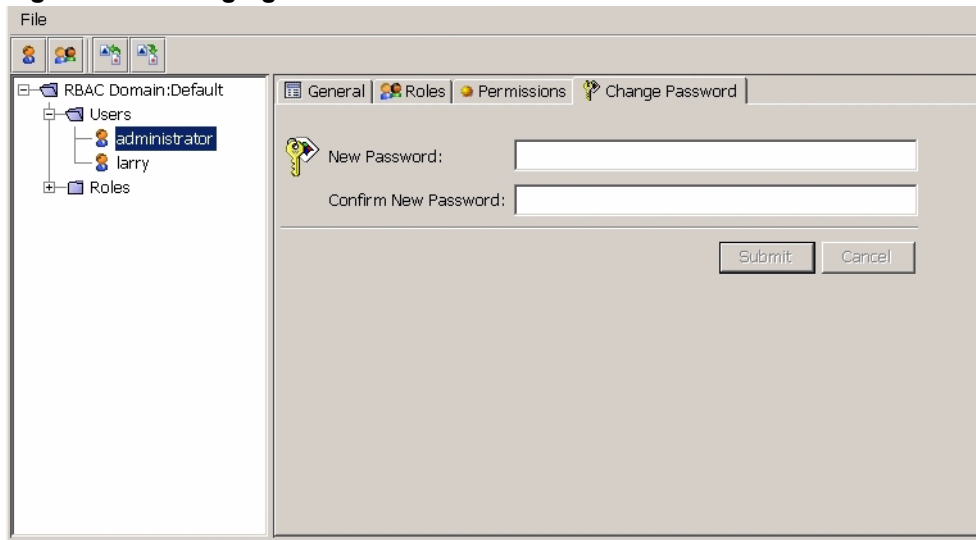 File
RBAC Domain:Default
Users
administrator
larry
Roles
General Roles Permissions Change Password
New Password:
Confirm New Password:
Submit Cancel